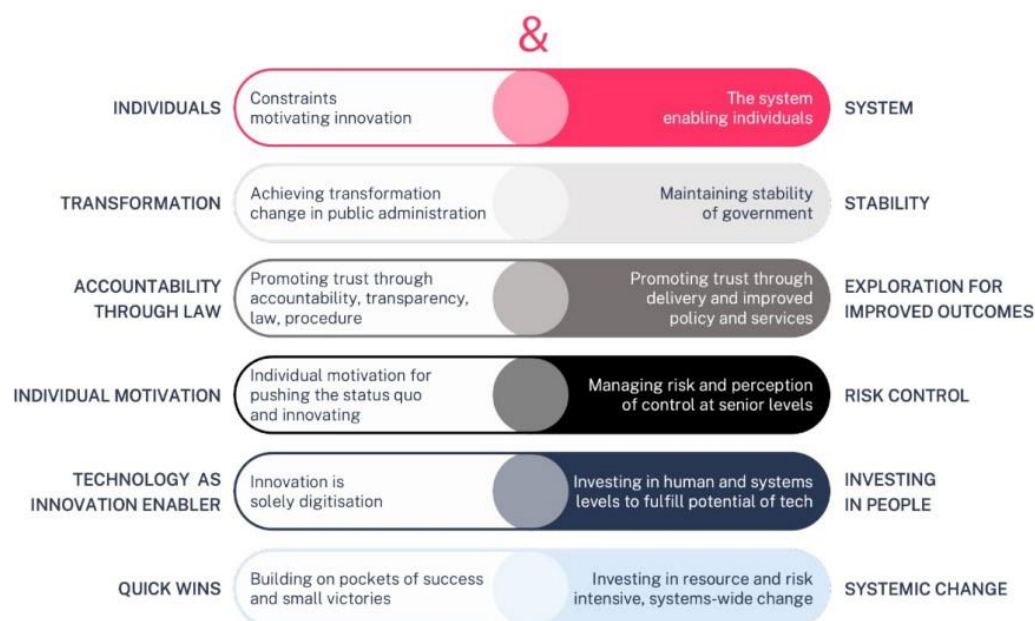 &
INDIVIDUALS
Constraints
motivating innovation
The system
enabling individuals
SYSTEM
TRANSFORMATION
Achieving transformation
change in public administration
Maintaining stability
of government
STABILITY
ACCOUNTABILITY
THROUGH LAW
Promoting trust through
accountability, transparency,
law, procedure
Promoting trust through
delivery and improved
policy and services
EXPLORATION FOR
IMPROVED OUTCOMES
INDIVIDUAL MOTIVATION
Individual motivation for
pushing the status quo
and innovating
Managing risk and perception
of control at senior levels
RISK CONTROL
TECHNOLOGY AS
INNOVATION ENABLER
Innovation is
solely digitisation
Investing in human and systems
levels to fulfill potential of tech
INVESTING
IN PEOPLE
QUICK WINS
Building on pockets of success
and small victories
Investing in resource and risk
intensive, systems-wide change
SYSTEMIC CHANGE